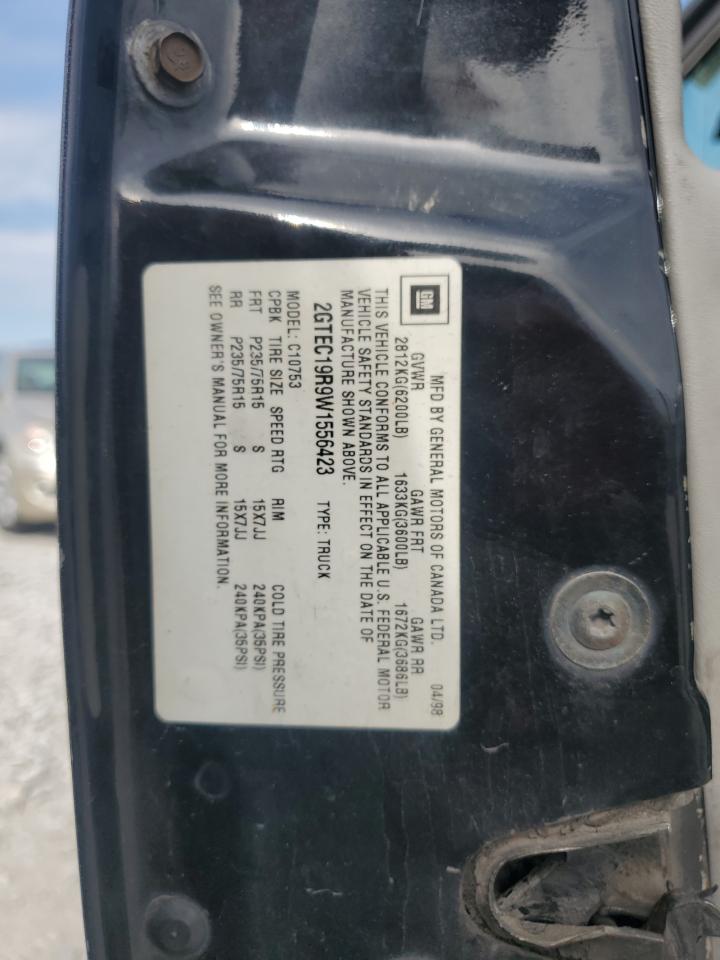 GM
MFD BY GENERAL MOTORS OF CANADA LTD. 04/98
GVWR GAWR FRT GAWR RR
2812KG(6200LB) 1633KG(3600LB) 1672KG(3686LB)
THIS VEHICLE CONFORMS TO ALL APPLICABLE U.S. FEDERAL MOTOR
VEHICLE SAFETY STANDARDS IN EFFECT ON THE DATE OF
MANUFACTURE SHOWN ABOVE.
2GTEC19R9W1556423 TYPE: TRUCK
MODEL: C10753
CPBK TIRE SIZE SPEED RTG RIM COLD TIRE PRESSURE
FRT P235/75R15 S 15X7JJ 240KPA(35PSI)
RR P235/75R15 S 15X7JJ 240KPA(35PSI)
SEE OWNER'S MANUAL FOR MORE INFORMATION.